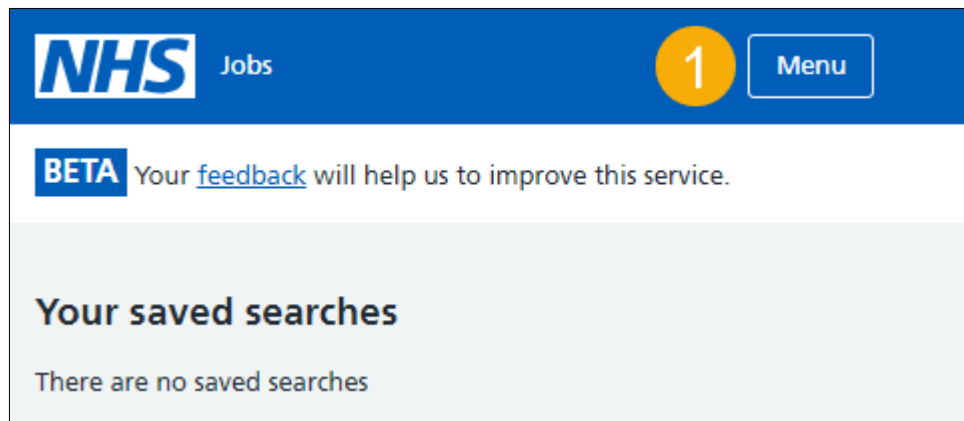 NHS Jobs 1 Menu
BETA Your feedback will help us to improve this service.
Your saved searches
There are no saved searches